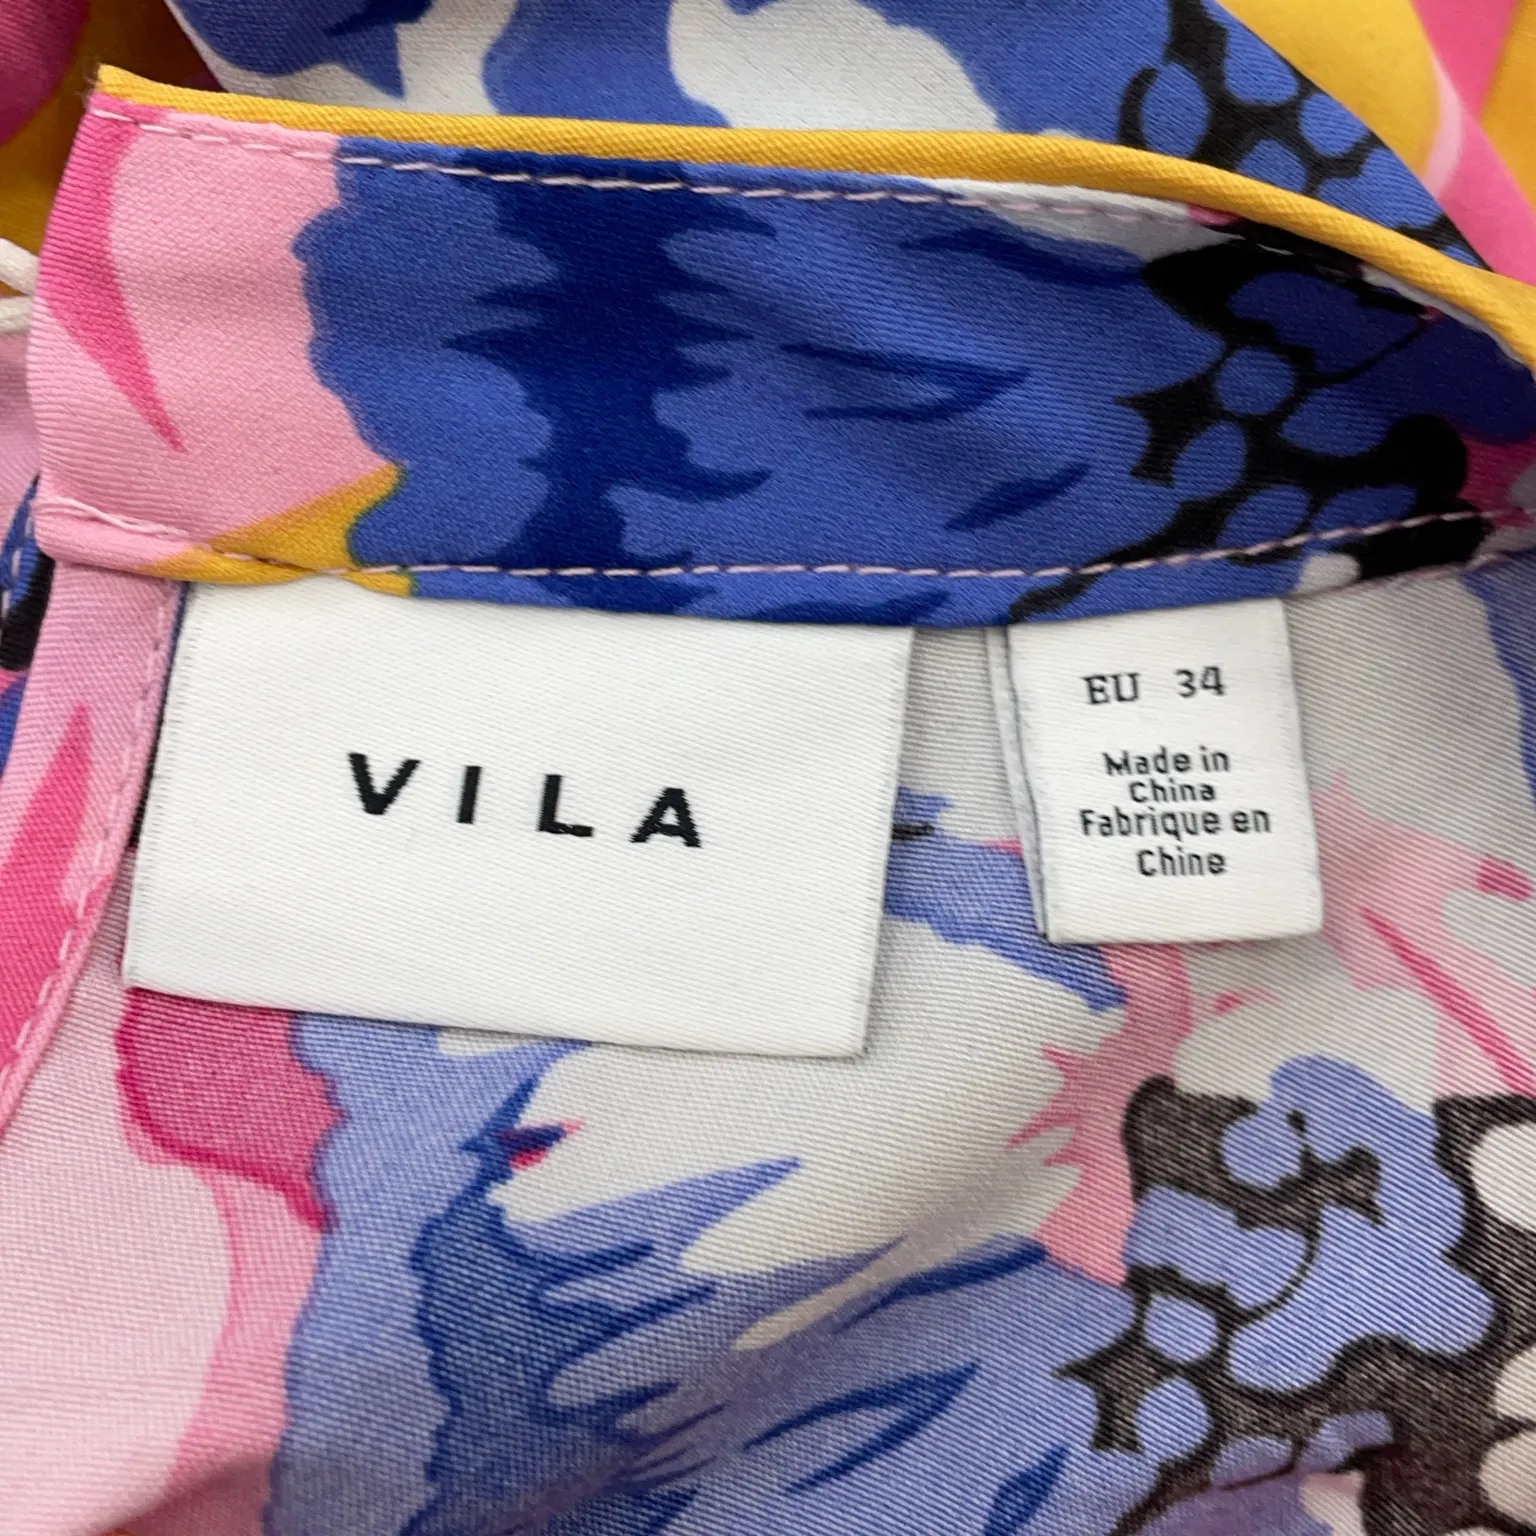 VILA
EU 34
Made in
China
Fabrique en
Chine